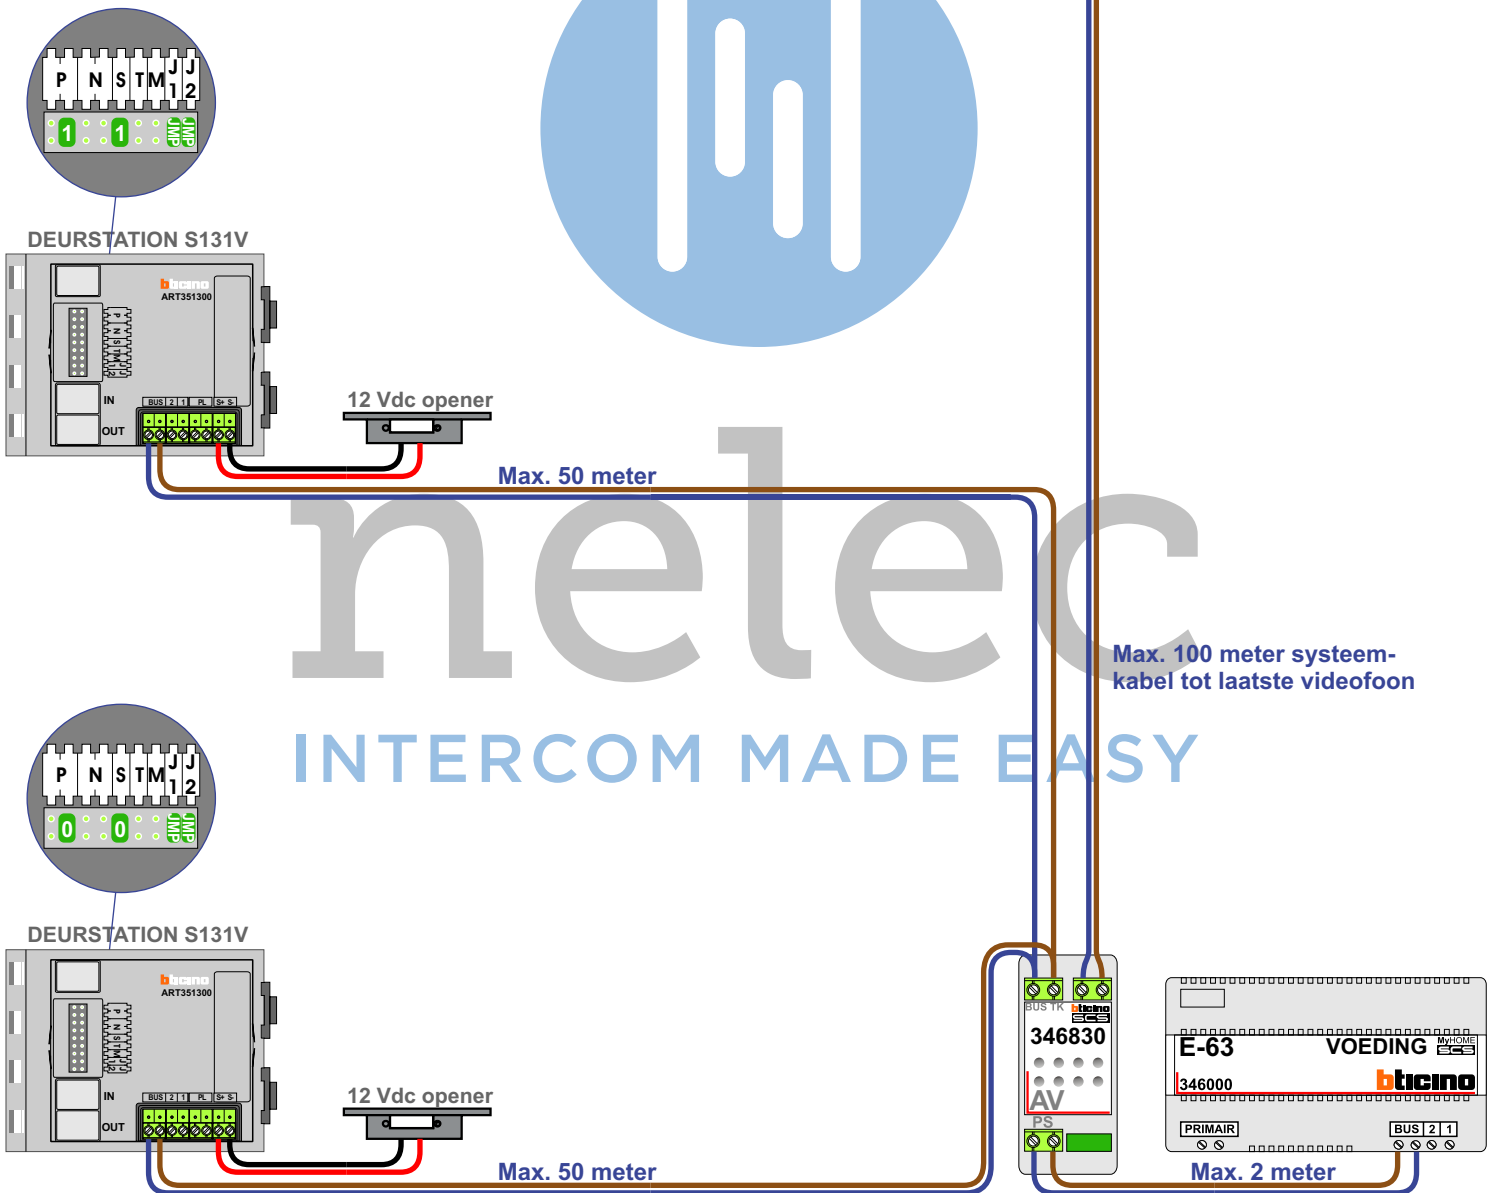 P N S T M J1 J2
1 1 JMP JMP
DEURSTATION S131V
bticino
ART351300
P N S T M J1 J2
IN
OUT
BUS 2 1 PL S+ S-
12 Vdc opener
Max. 50 meter
nelec
INTERCOM MADE EASY
Max. 100 meter systeem-
kabel tot laatste videofoon
P N S T M J1 J2
0 0 JMP JMP
DEURSTATION S131V
bticino
ART351300
P N S T M J1 J2
IN
OUT
BUS 2 1 PL S+ S-
12 Vdc opener
Max. 50 meter
BUS TK bticino
SCS
346830
AV
PS
E-63 VOEDING MyHOME
SCS
346000 bticino
PRIMAIR BUS 2 1
Max. 2 meter